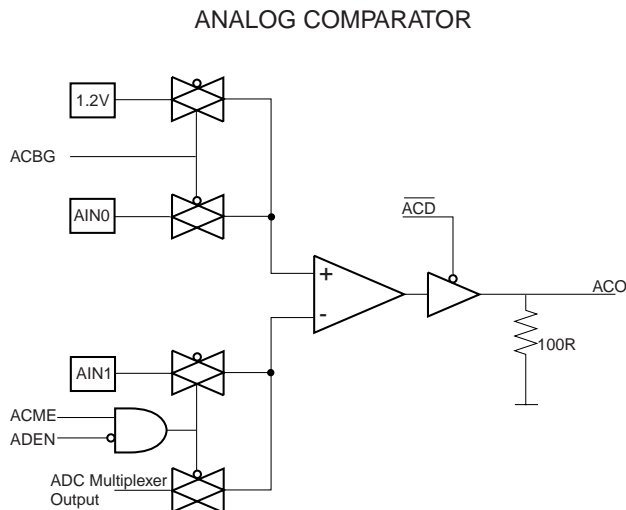 ANALOG COMPARATOR
1.2V
ACBG
AIN0
ACD
+
-
ACO
100R
AIN1
ACME
ADEN
ADC Multiplexer
Output